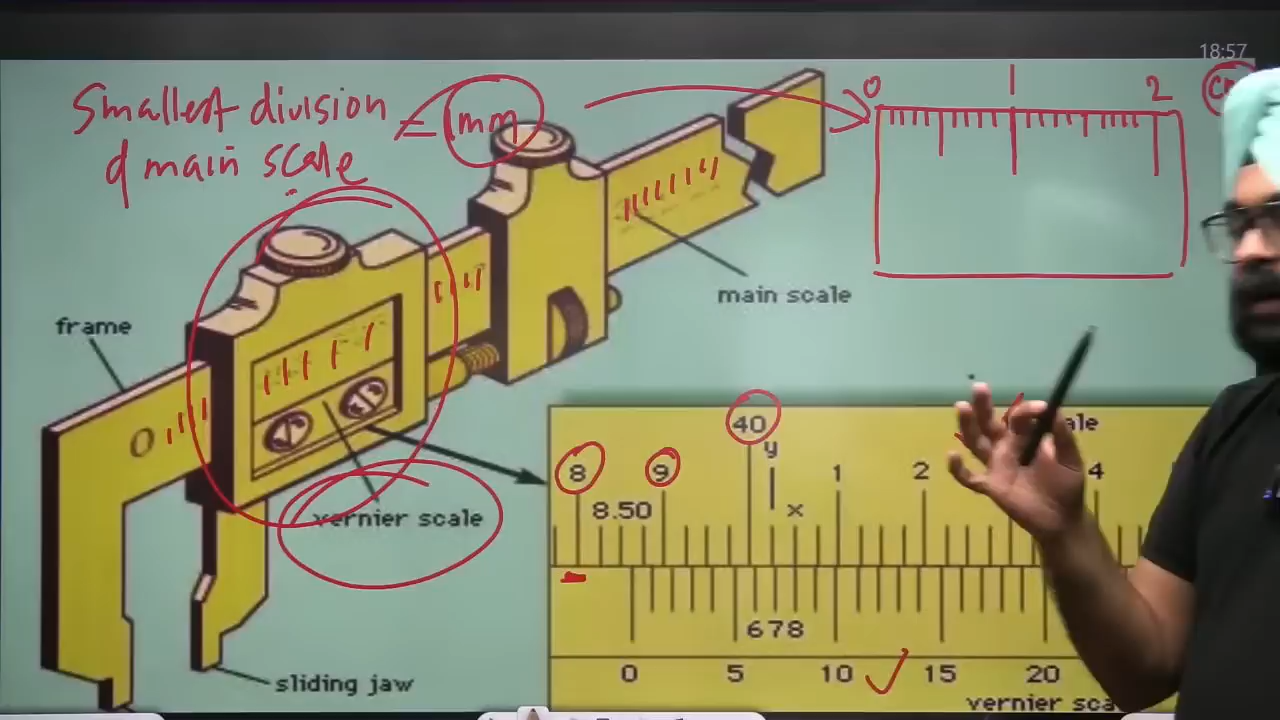 18:57
Smallest division = 1mm
of main scale
0 1 2 cm
main scale
frame
vernier scale
sliding jaw
40
8 9 y 1 2 4
8.50 x
678
0 5 10 15 20